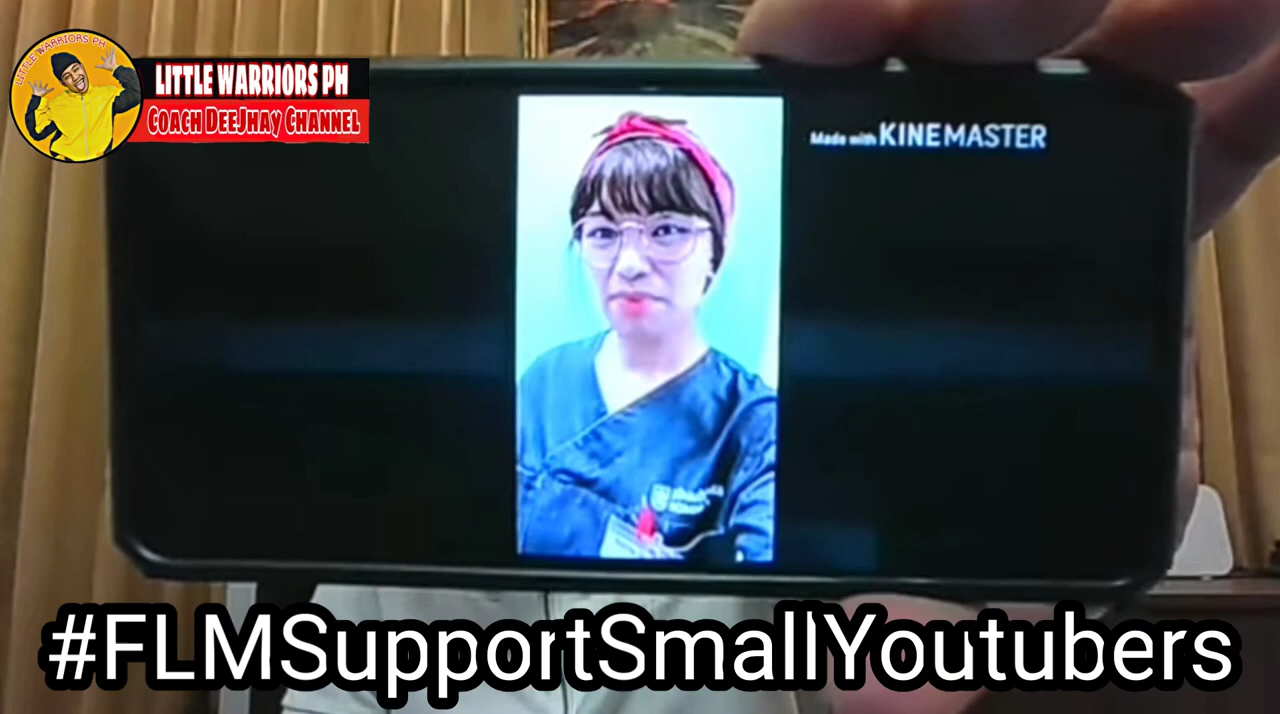 LITTLE WARRIORS PH
LITTLE WARRIORS PH
COACH DEEJHAY CHANNEL
Made with KINEMASTER
#FLMSupportSmallYoutubers